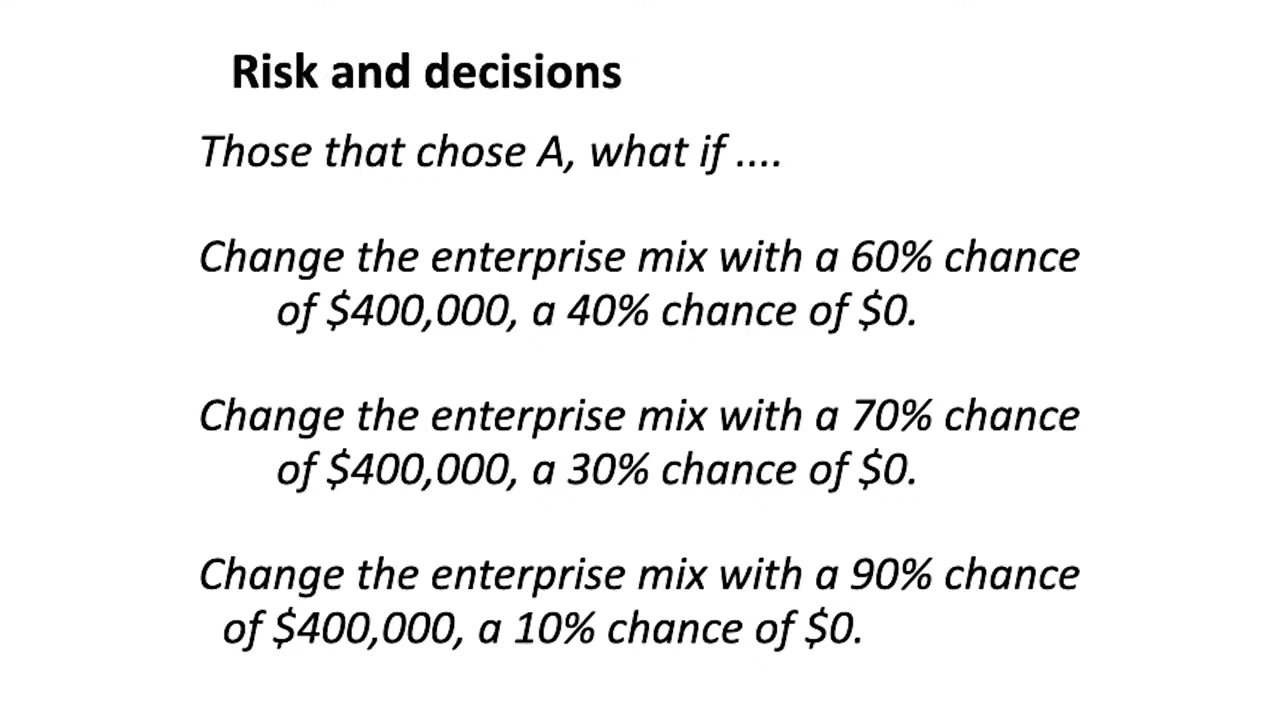 Risk and decisions
Those that chose A, what if ....
Change the enterprise mix with a 60% chance
of $400,000, a 40% chance of $0.
Change the enterprise mix with a 70% chance
of $400,000, a 30% chance of $0.
Change the enterprise mix with a 90% chance
of $400,000, a 10% chance of $0.